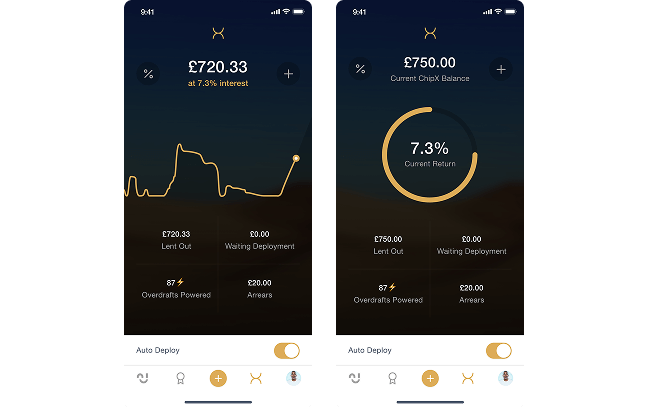 9:41
£720.33
at 7.3% interest
£720.33
£0.00
Lent Out
Waiting Deployment
87⚡
£20.00
Overdrafts Powered
Arrears
Auto Deploy
9:41
£750.00
Current ChipX Balance
7.3%
Current Return
£750.00
£0.00
Lent Out
Waiting Deployment
87⚡
£20.00
Overdrafts Powered
Arrears
Auto Deploy